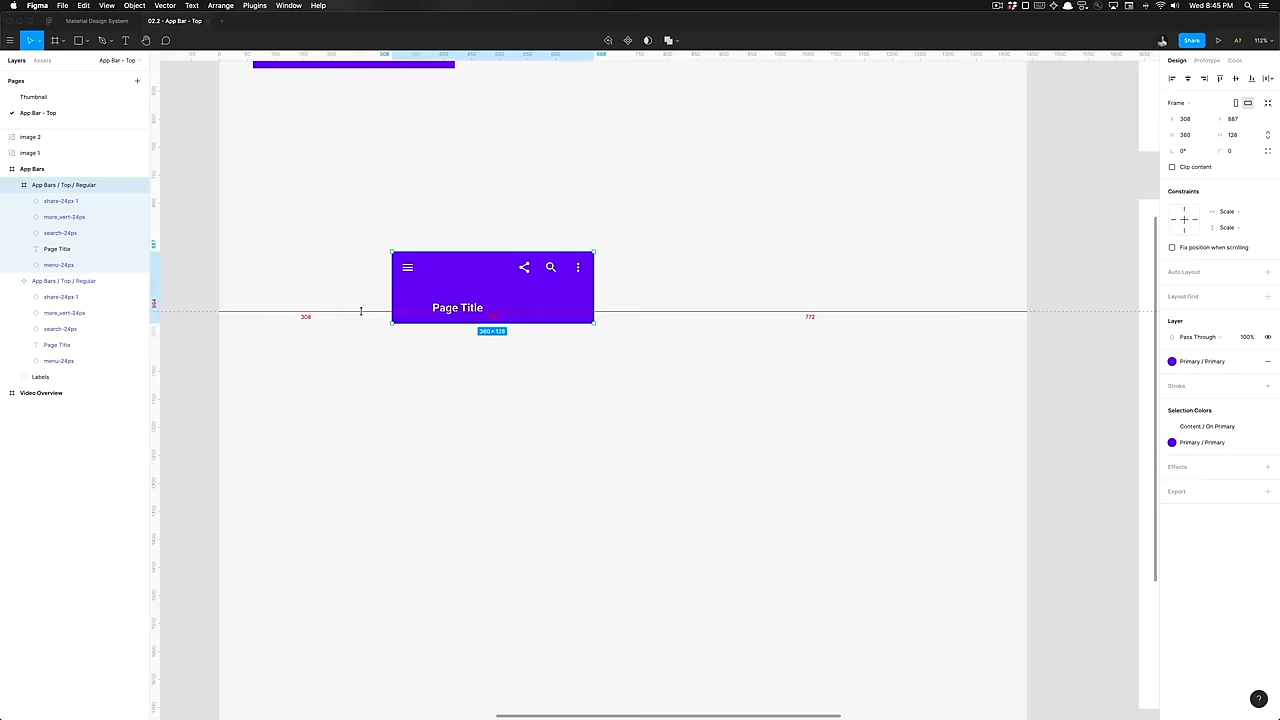 Figma File Edit View Object Text Arrange Plugins Window Help
Wed 8:45 PM
Material Design System
02.2 - App Bar - Top
Share
A?
112%
Layers Assets App Bar - Top
Pages
Thumbnail
App Bar - Top
image 2
image 1
App Bars
App Bars / Top / Regular
share-24px 1
more_vert-24px
search-24px
Page Title
menu-24px
App Bars / Top / Regular
share-24px 1
more_vert-24px
search-24px
Page Title
menu-24px
Labels
Video Overview
308
668
887
994
Page Title
308
772
360 × 128
Design Prototype Code
Frame
X 308 Y 887
W 360 H 128
0° 0
Clip content
Constraints
Scale
Scale
Fix position when scrolling
Auto Layout
Layout Grid
Layer
Pass Through 100%
Primary / Primary
Stroke
Selection Colors
Content / On Primary
Primary / Primary
Effects
Export
?